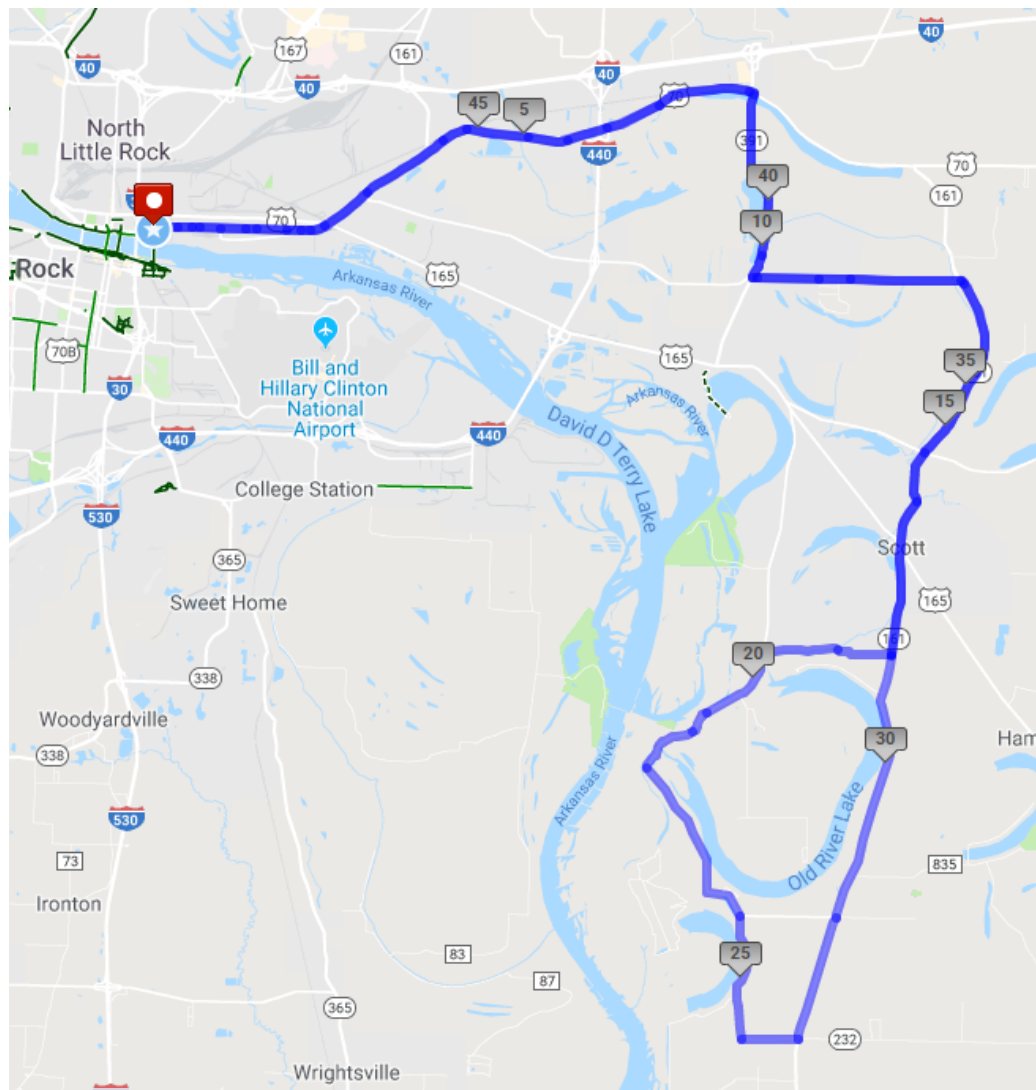 40
167
161
40
40
40
North
Little Rock
45
5
70
440
391
70
161
40
10
70
Rock
Arkansas River
165
70B
30
Bill and
Hillary Clinton
National
Airport
165
35
15
Arkansas River
David D Terry Lake
440
440
College Station
530
365
Sweet Home
Scott
165
161
20
338
Woodyardville
338
30
Ham
Arkansas River
530
73
Old River Lake
835
Ironton
83
25
87
365
232
Wrightsville